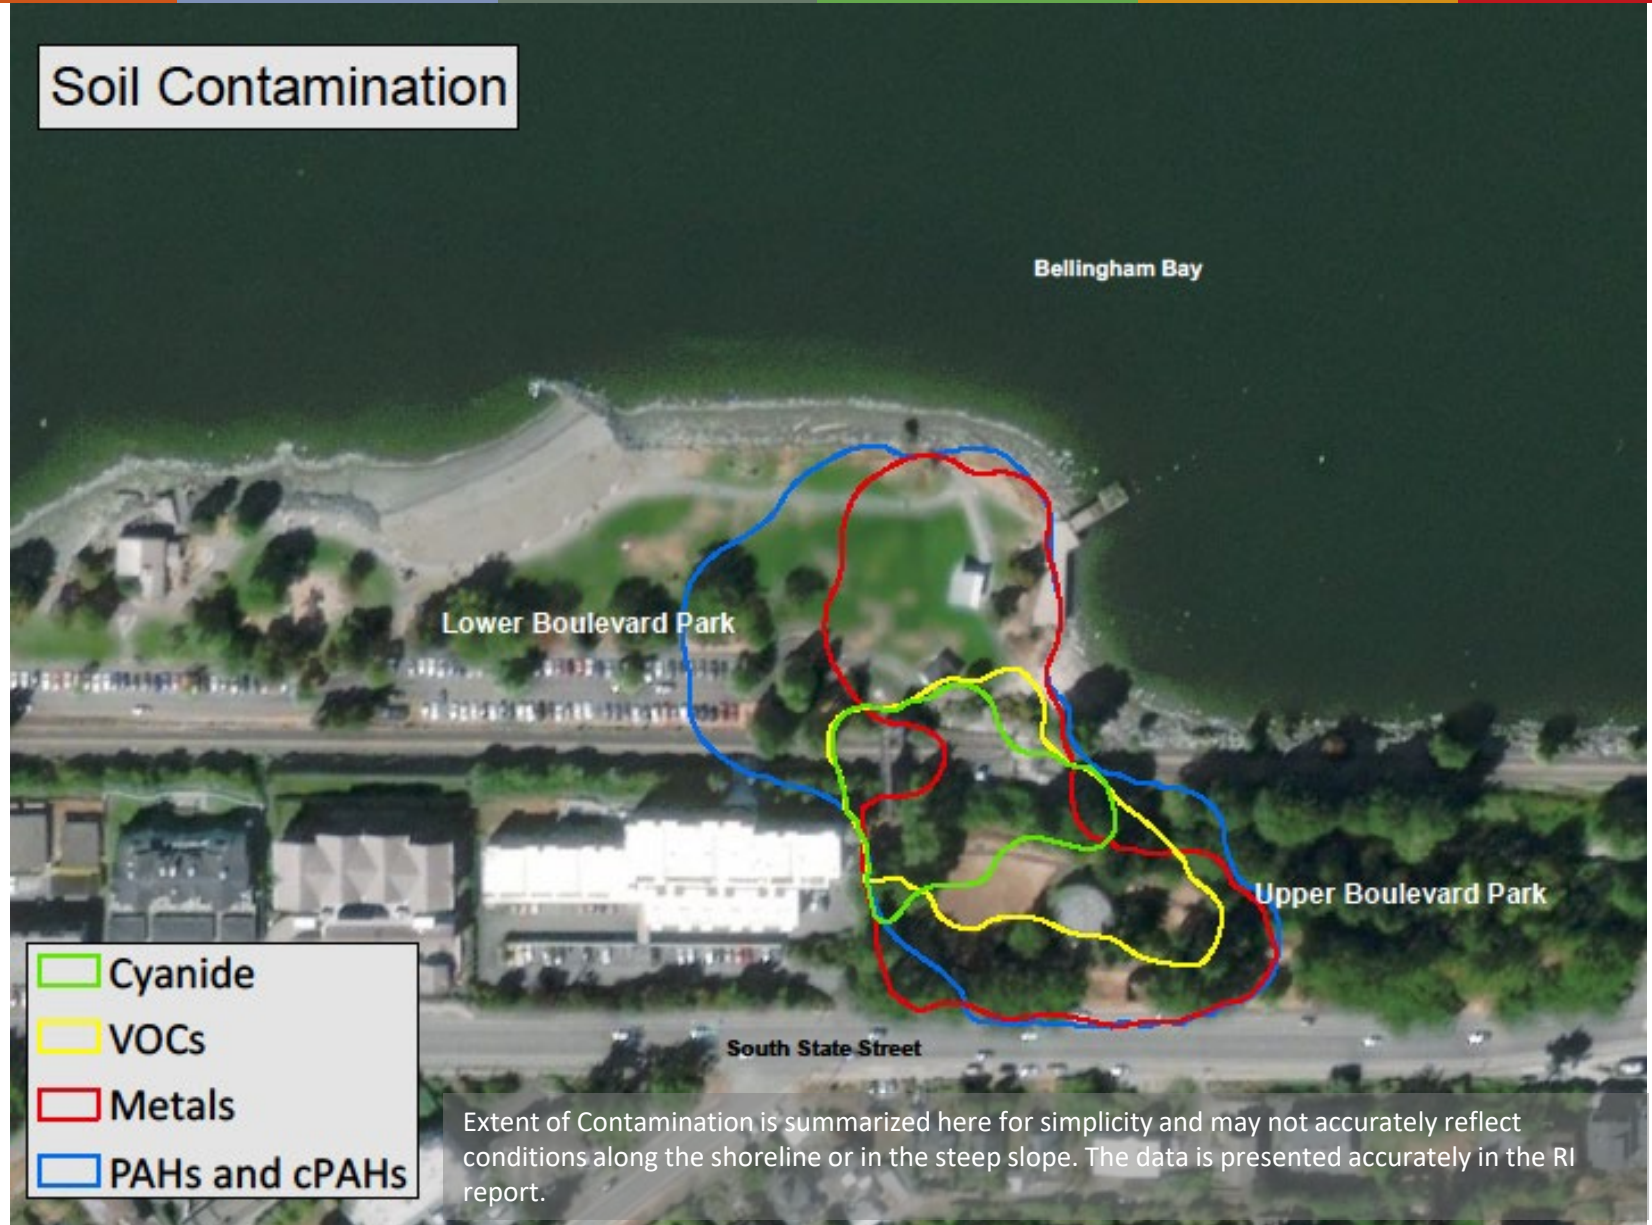 Soil Contamination
Bellingham Bay
Lower Boulevard Park
Upper Boulevard Park
Cyanide
VOCs
Metals
PAHs and cPAHs
South State Street
Extent of Contamination is summarized here for simplicity and may not accurately reflect
conditions along the shoreline or in the steep slope. The data is presented accurately in the RI
report.